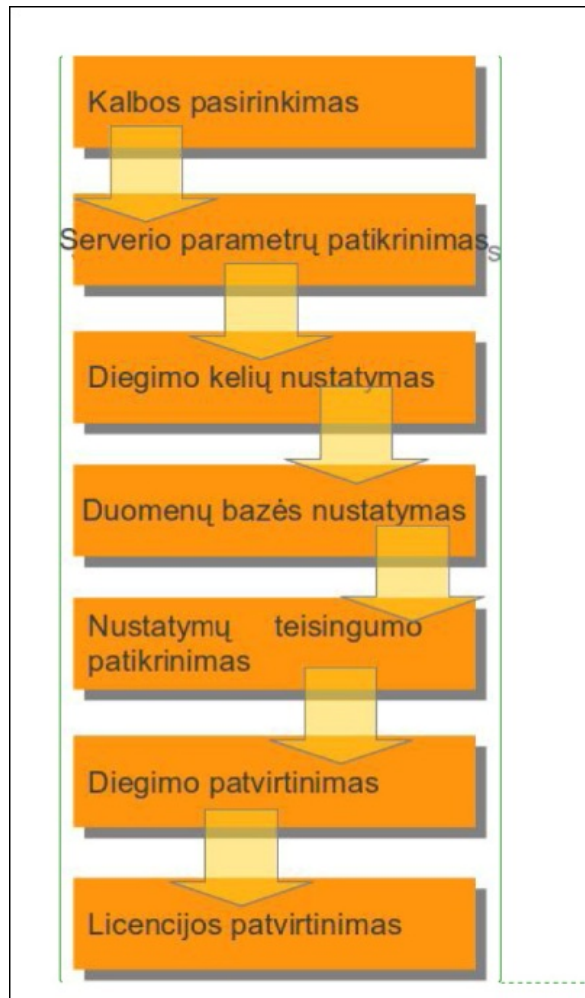 Kalbos pasirinkimas
Serverio parametrų patikrinimas
Diegimo kelių nustatymas
Duomenų bazės nustatymas
Nustatymų teisingumo
patikrinimas
Diegimo patvirtinimas
Licencijos patvirtinimas